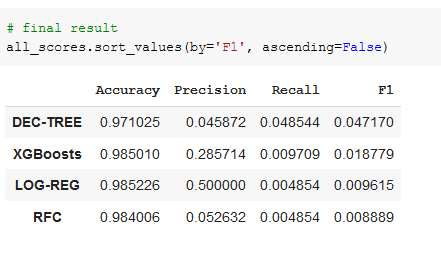 # final result
all_scores.sort_values(by='F1', ascending=False)
Accuracy Precision Recall F1
DEC-TREE 0.971025 0.045872 0.048544 0.047170
XGBoosts 0.985010 0.285714 0.009709 0.018779
LOG-REG 0.985226 0.500000 0.004854 0.009615
RFC 0.984006 0.052632 0.004854 0.008889